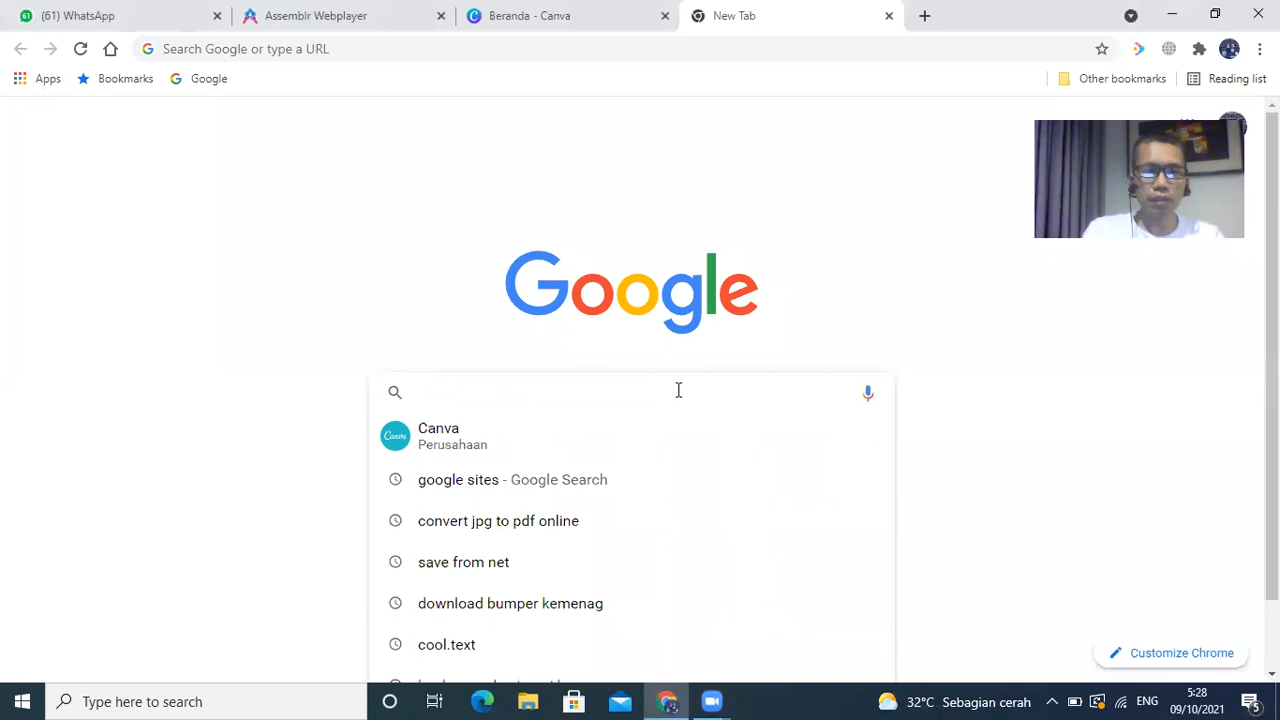 (61) WhatsApp
Assemblr Webplayer
Beranda - Canva
New Tab
Search Google or type a URL
Apps
Bookmarks
Google
Other bookmarks
Reading list
Google
Canva
Canva
Perusahaan
google sites - Google Search
convert jpg to pdf online
save from net
download bumper kemenag
cool.text
Customize Chrome
Type here to search
32°C Sebagian cerah
ENG
5:28
09/10/2021
5